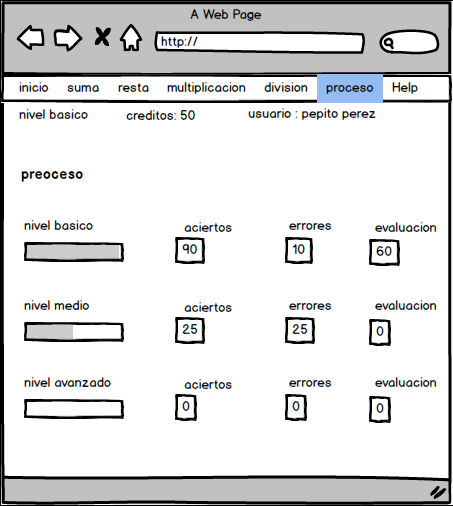 A Web Page
http://
inicio suma resta multiplicacion division proceso Help
nivel basico creditos: 50 usuario : pepito perez
preoceso
nivel basico aciertos errores evaluacion
90 10 60
nivel medio aciertos errores evaluacion
25 25 0
nivel avanzado aciertos errores evaluacion
0 0 0